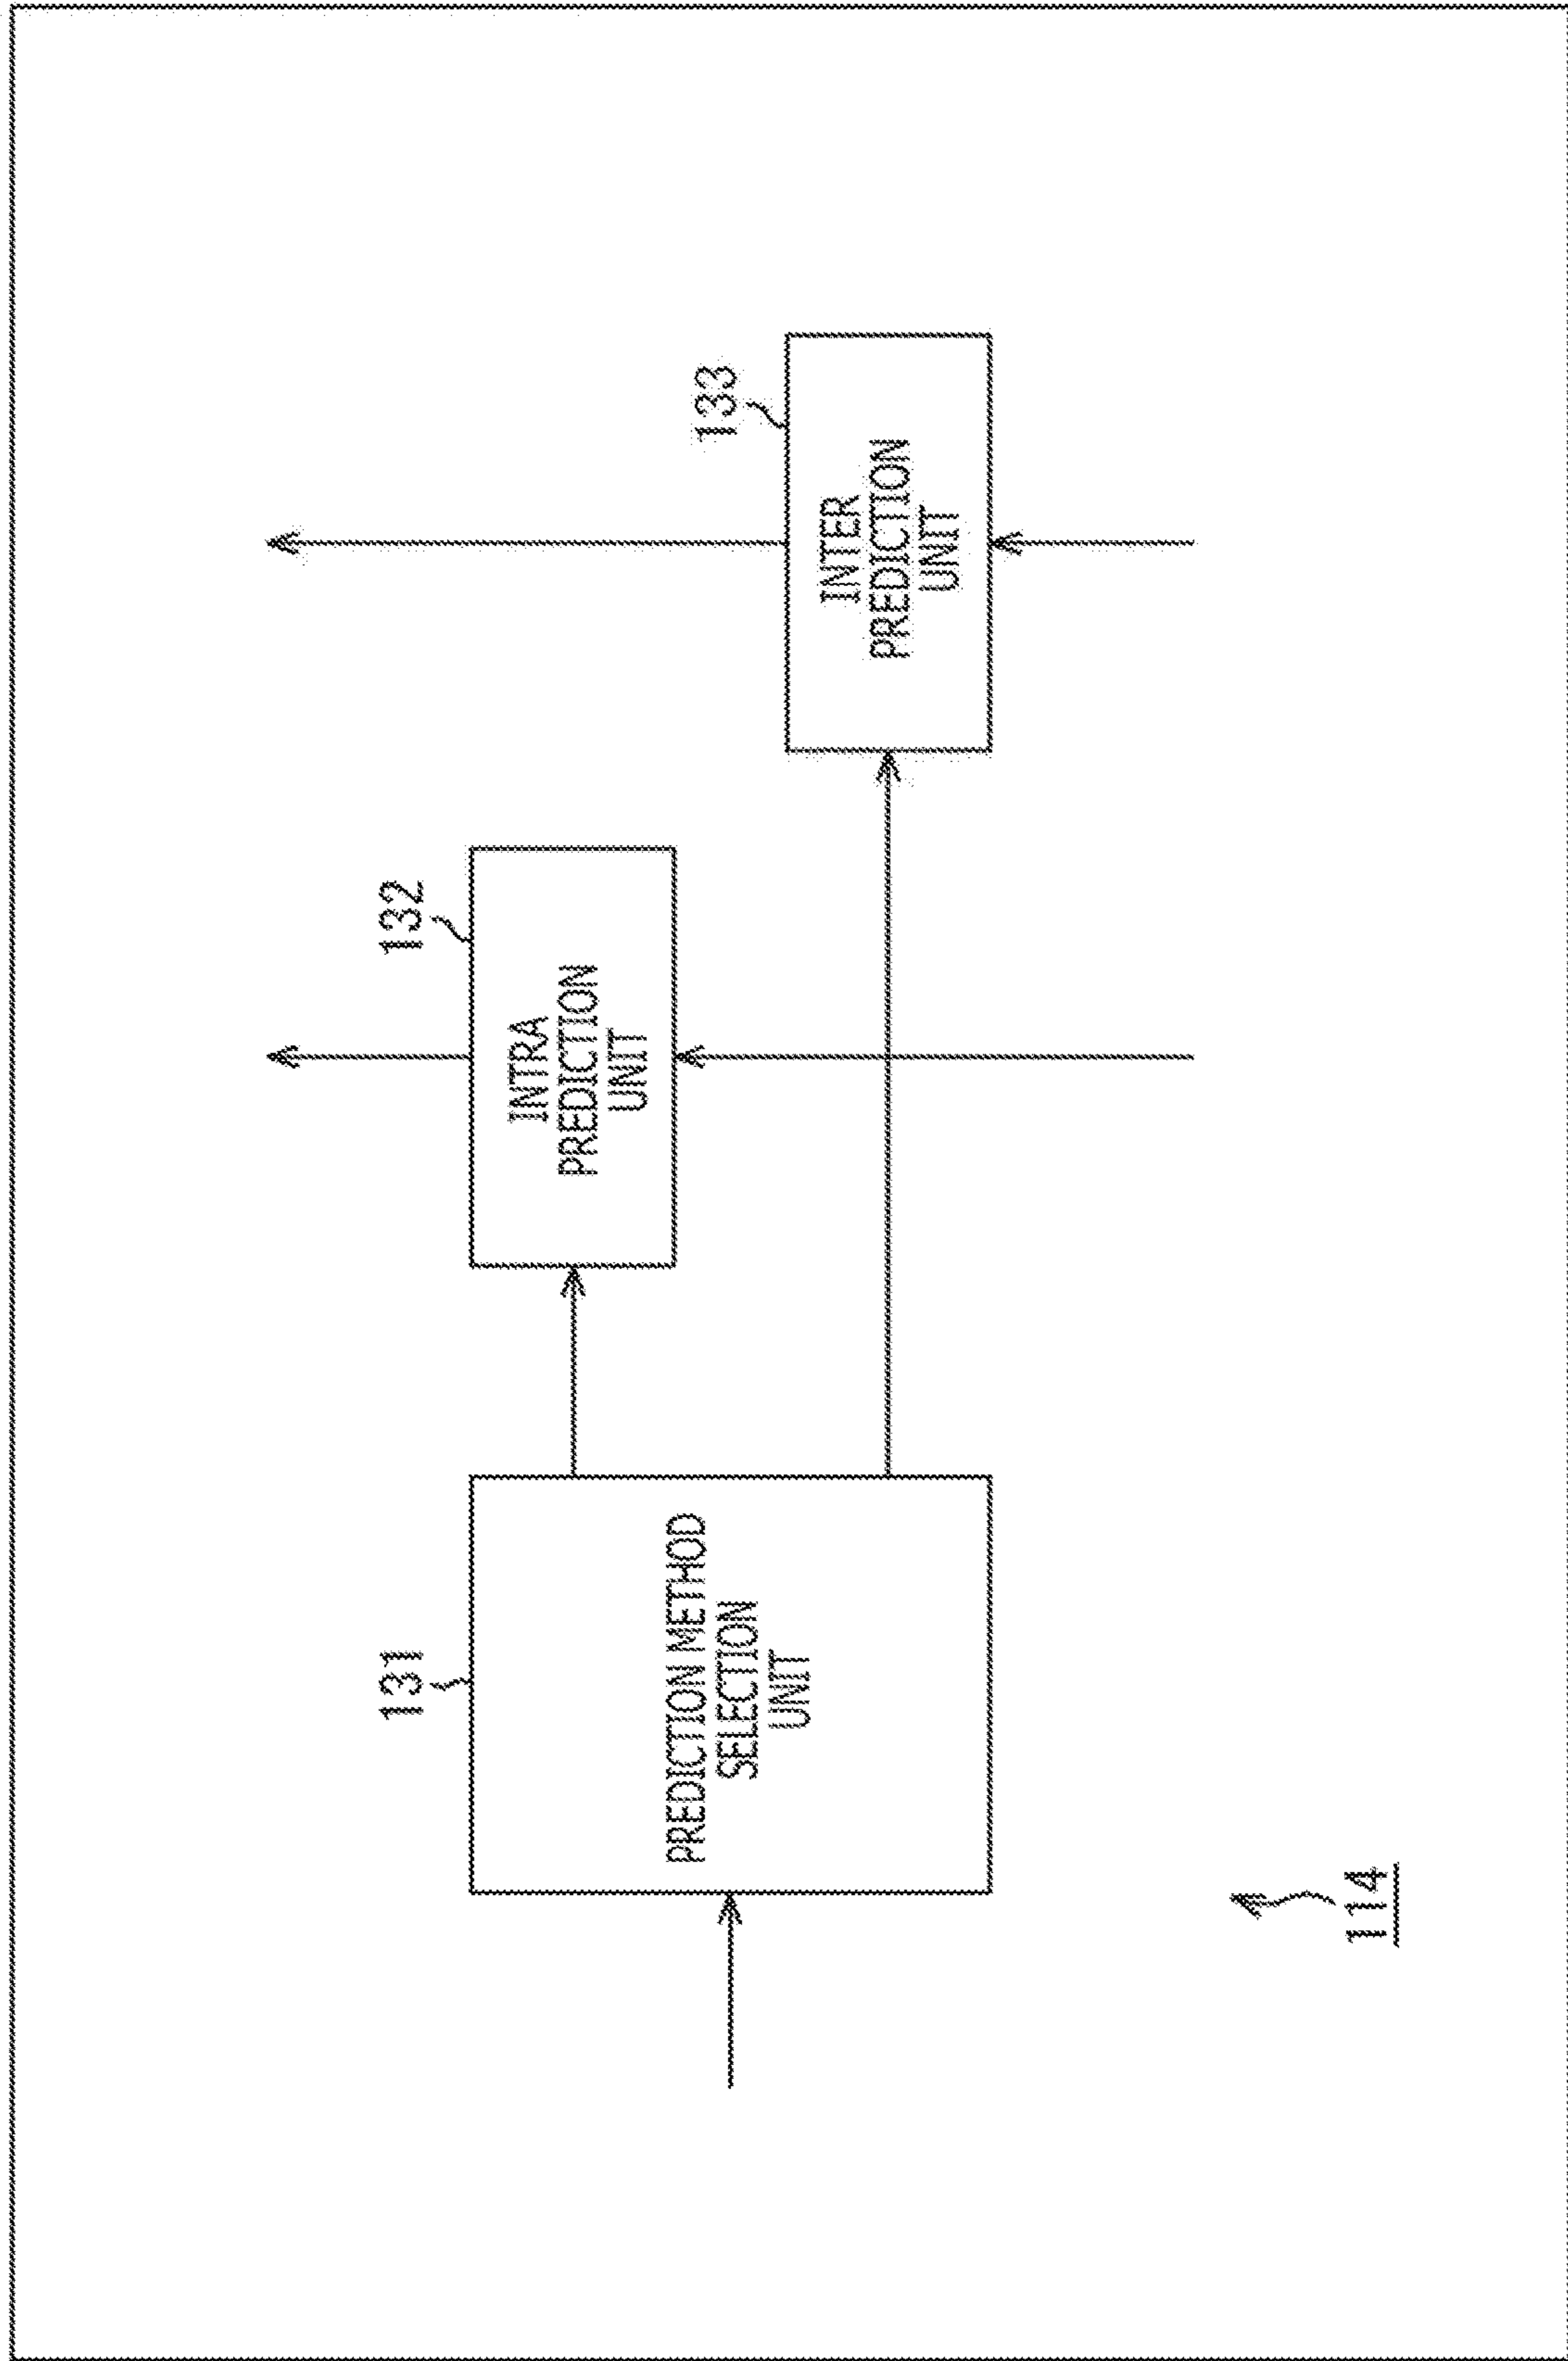 131
PREDICTION METHOD
SELECTION
UNIT
132
INTRA
PREDICTION
UNIT
133
INTER
PREDICTION
UNIT
114